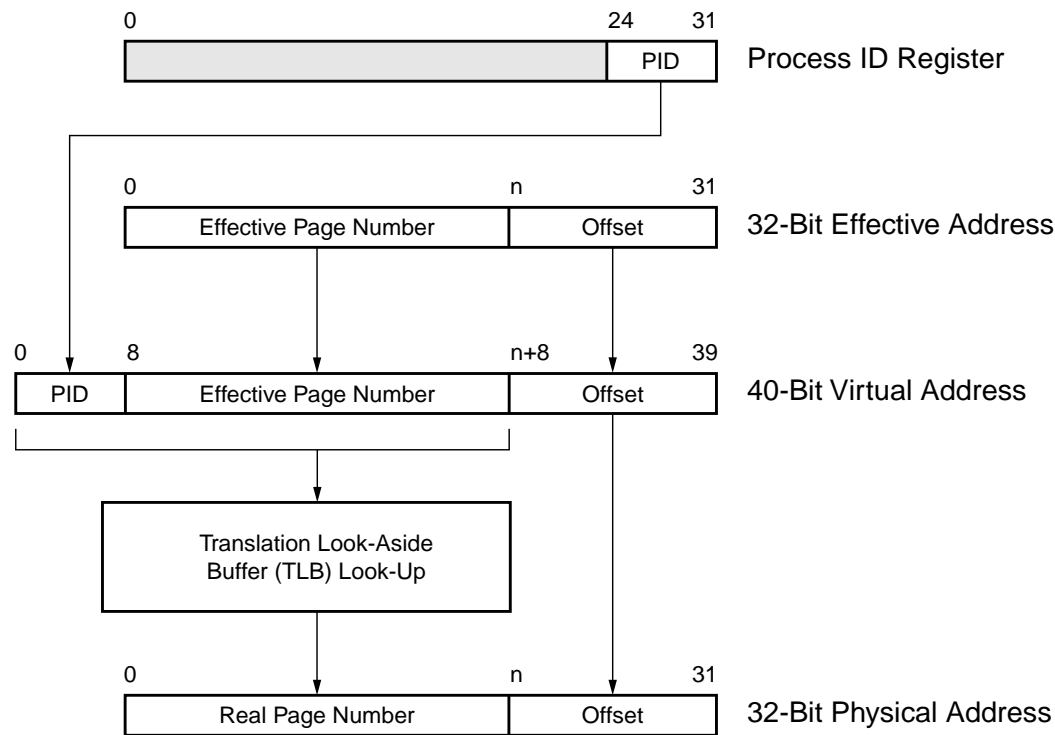 0 24 31
PID Process ID Register
0 n 31
Effective Page Number Offset 32-Bit Effective Address
0 8 n+8 39
PID Effective Page Number Offset 40-Bit Virtual Address
Translation Look-Aside
Buffer (TLB) Look-Up
0 n 31
Real Page Number Offset 32-Bit Physical Address